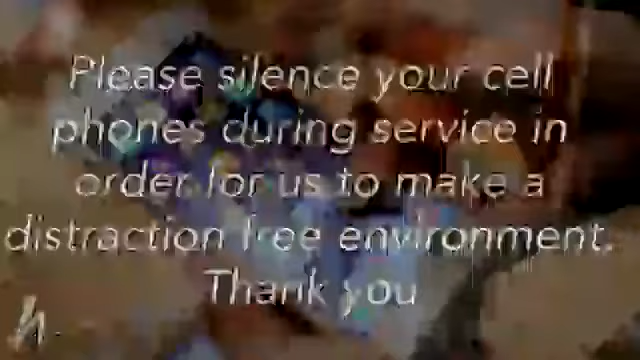 Please silence your cell
phones during service in
order for us to make a
distraction free environment.
Thank you